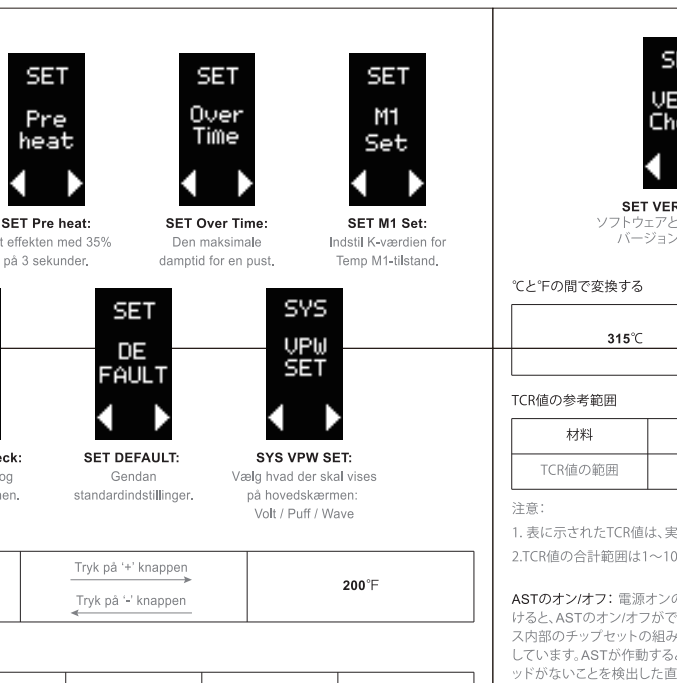 SET
Pre
heat
SET Pre heat:
effekten med 35%
på 3 sekunder.
SET
Over
Time
SET Over Time:
Den maksimale
damptid for en pust.
SET
M1
Set
SET M1 Set:
Indstil K-værdien for
Temp M1-tilstand.
og
SET
DE
FAULT
SET DEFAULT:
Gendan
standardindstillinger.
SYS
VPW
SET
SYS VPW SET:
Vælg hvad der skal vises
på hovedskærmen:
Volt / Puff / Wave
Tryk på ‘+’ knappen
Tryk på ‘-’ knappen
200°F
SET
ソフトウェアと
バージョン
℃と°Fの間で変換する
315℃
TCR値の参考範囲
材料
TCR値の範囲
注意：
1. 表に示されたTCR値は、実
2.TCR値の合計範囲は1～10
ASTのオン/オフ：電源オンの
けると、ASTのオン/オフがで
ス内部のチップセットの組み
しています。ASTが作動する
ッドがないことを検出した直